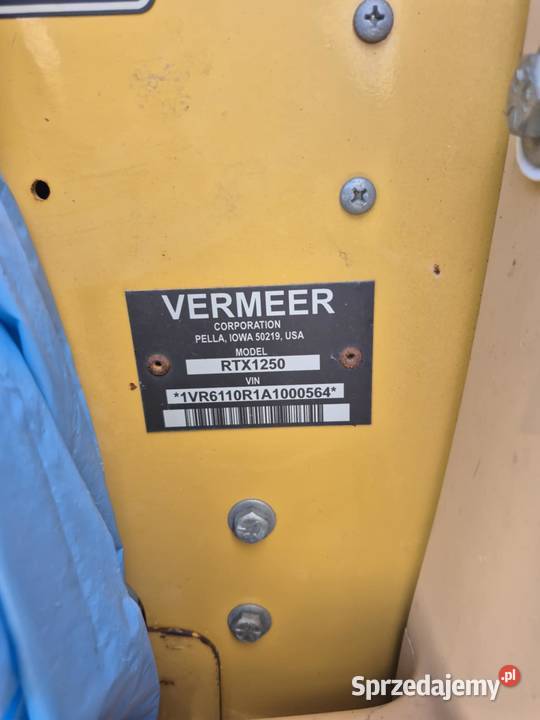 VERMEER
CORPORATION
PELLA, IOWA 50219, USA
MODEL
RTX1250
VIN
*1VR6110R1A1000564*
Sprzedajemy.pl